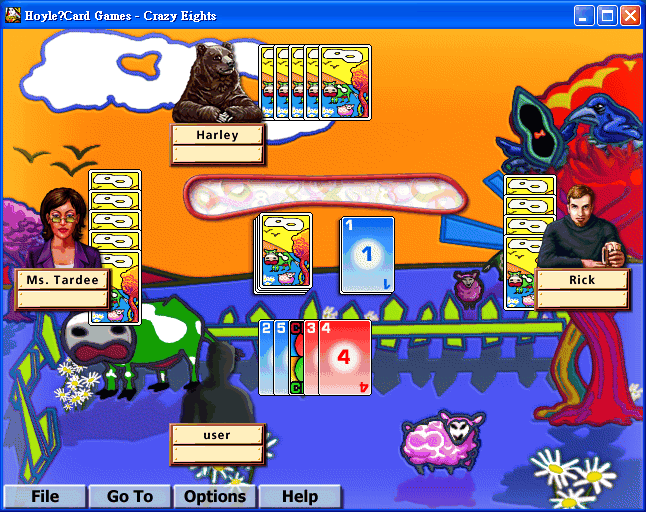 Hoyle?Card Games - Crazy Eights
Harley
Ms. Tardee
Rick
1
1
1
2 5 C 3 4
4
C 4
user
File Go To Options Help